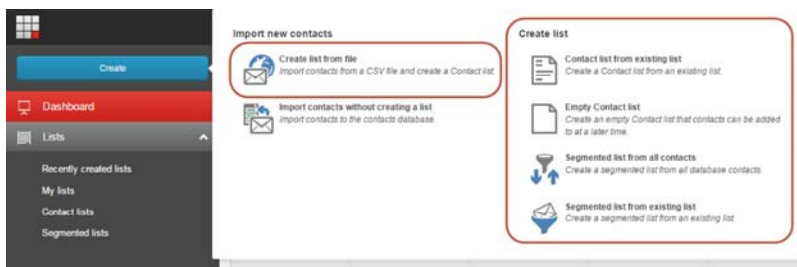 Create
Dashboard
Lists
Recently created lists
My lists
Contact lists
Segmented lists
Import new contacts
Create list from file
Import contacts from a CSV file and create a Contact list.
Import contacts without creating a list
Import contacts to the contacts database.
Create list
Contact list from existing list
Create a Contact list from an existing list.
Empty Contact list
Create an empty Contact list that contacts can be added
to at a later time.
Segmented list from all contacts
Create a segmented list from all database contacts.
Segmented list from existing list
Create a segmented list from an existing list.